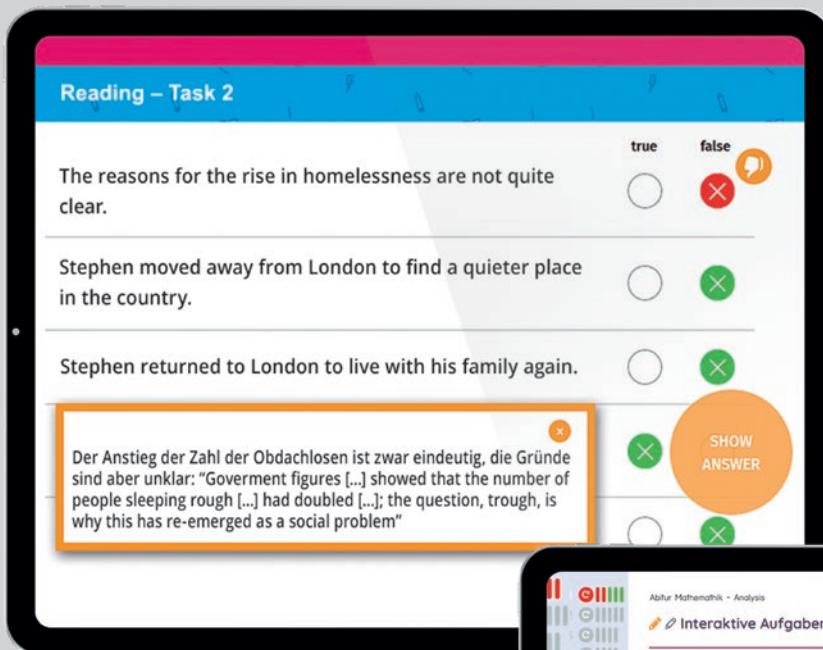 Reading – Task 2
true false
The reasons for the rise in homelessness are not quite
clear.
Stephen moved away from London to find a quieter place
in the country.
Stephen returned to London to live with his family again.
Der Anstieg der Zahl der Obdachlosen ist zwar eindeutig, die Gründe
sind aber unklar: “Goverment figures [...] showed that the number of
people sleeping rough [...] had doubled [...]; the question, trough, is
why this has re-emerged as a social problem”
SHOW
ANSWER
Abitur Mathemathik - Analysis
Interaktive Aufgaben